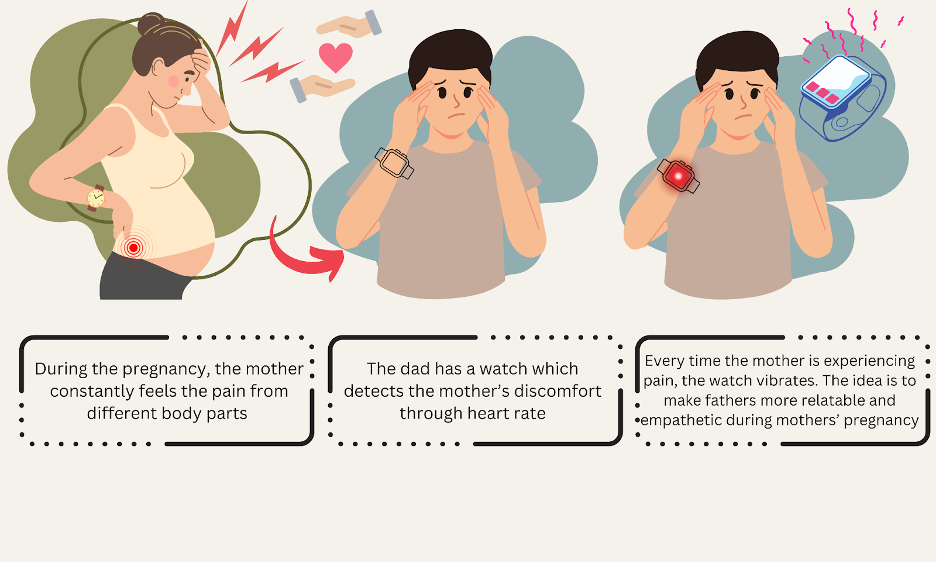 During the pregnancy, the mother
constantly feels the pain from
different body parts
The dad has a watch which
detects the mother's discomfort
through heart rate
Every time the mother is experiencing
pain, the watch vibrates. The idea is to
make fathers more relatable and
empathetic during mothers' pregnancy